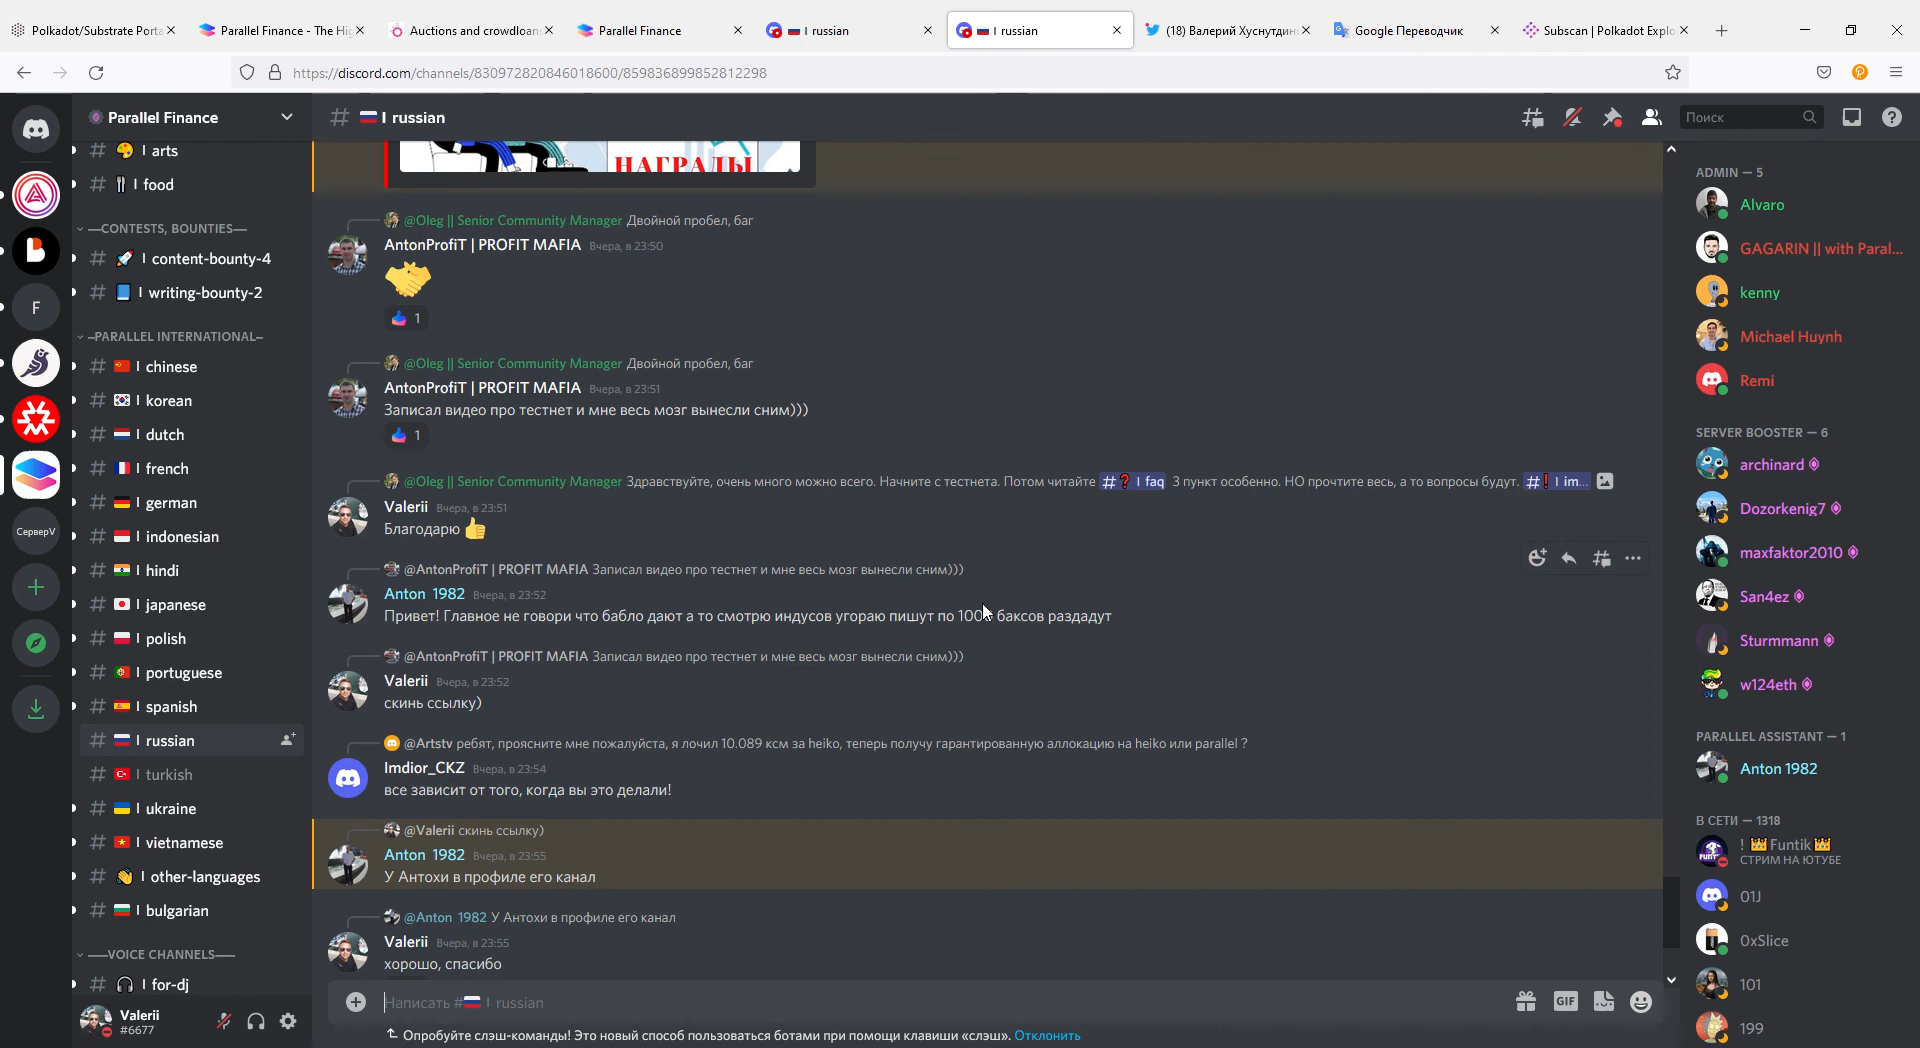 Polkadot/Substrate Porta
Parallel Finance - The Hig
Auctions and crowdloan
Parallel Finance
I russian
I russian
(18) Валерий Хуснутдин
Google Переводчик
Subscan | Polkadot Explo
https://discord.com/channels/830972820846018600/859836899852812298
Parallel Finance
# I russian
Поиск
# I arts
# I food
—CONTESTS, BOUNTIES—
# I content-bounty-4
# I writing-bounty-2
–PARALLEL INTERNATIONAL–
# I chinese
# I korean
# I dutch
# I french
# I german
# I indonesian
# I hindi
# I japanese
# I polish
# I portuguese
# I spanish
# I russian
# I turkish
# I ukraine
# I vietnamese
# I other-languages
# I bulgarian
—VOICE CHANNELS—
# I for-dj
F
СерверV
Valerii
#6677
НАГРАДЫ
@Oleg || Senior Community Manager Двойной пробел, баг
AntonProfiT | PROFIT MAFIA Вчера, в 23:50
1
@Oleg || Senior Community Manager Двойной пробел, баг
AntonProfiT | PROFIT MAFIA Вчера, в 23:51
Записал видео про тестнет и мне весь мозг вынесли сним)))
1
@Oleg || Senior Community Manager Здравствуйте, очень много можно всего. Начните с тестнета. Потом читайте #❓ I faq 3 пункт особенно. НО прочтите весь, а то вопросы будут. #❗ I im...
Valerii Вчера, в 23:51
Благодарю 👍
@AntonProfiT | PROFIT MAFIA Записал видео про тестнет и мне весь мозг вынесли сним)))
Anton 1982 Вчера, в 23:52
Привет! Главное не говори что бабло дают а то смотрю индусов угораю пишут по 1000 баксов раздадут
@AntonProfiT | PROFIT MAFIA Записал видео про тестнет и мне весь мозг вынесли сним)))
Valerii Вчера, в 23:52
скинь ссылку)
@Artstv ребят, проясните мне пожалуйста, я лочил 10.089 ксм за heiko, теперь получу гарантированную аллокацию на heiko или parallel ?
Imdior_CKZ Вчера, в 23:54
все зависит от того, когда вы это делали!
@Valerii скинь ссылку)
Anton 1982 Вчера, в 23:55
У Антохи в профиле его канал
@Anton 1982 У Антохи в профиле его канал
Valerii Вчера, в 23:55
хорошо, спасибо
Написать # I russian
GIF
Опробуйте слэш-команды! Это новый способ пользоваться ботами при помощи клавиши «слэш». Отклонить
ADMIN — 5
Alvaro
GAGARIN || with Paral...
kenny
Michael Huynh
Remi
SERVER BOOSTER — 6
archinard
Dozorkenig7
maxfaktor2010
San4ez
Sturmmann
w124eth
PARALLEL ASSISTANT — 1
Anton 1982
В СЕТИ — 1318
! 👑 Funtik 👑
СТРИМ НА ЮТУБЕ
01J
0xSlice
101
199